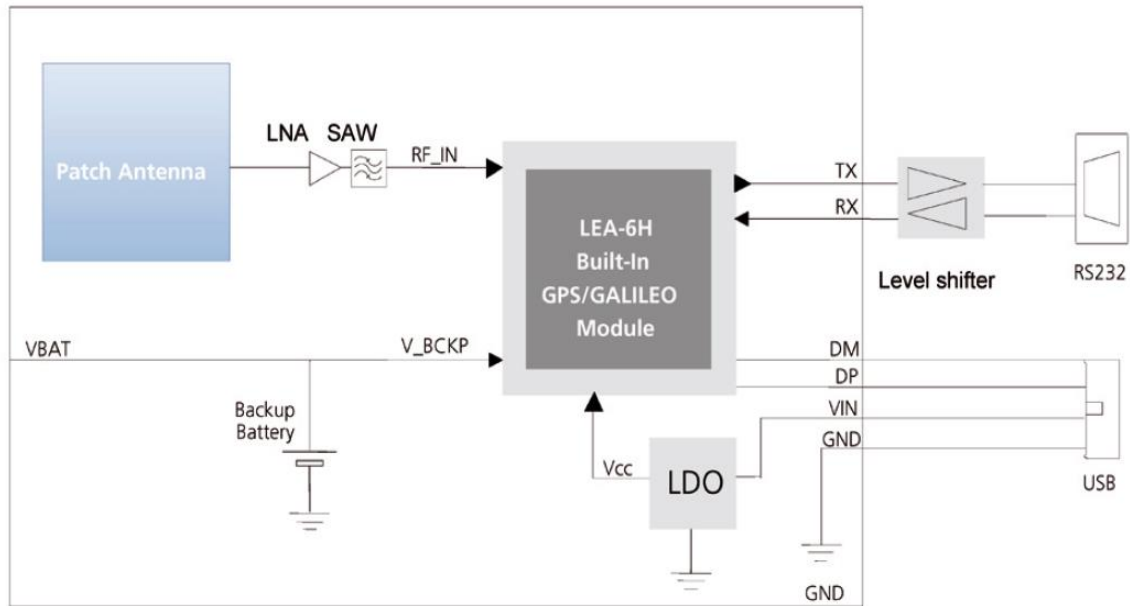 LNA SAW
RF_IN
Patch Antenna
TX
RX
LEA-6H
Built-In
GPS/GALILEO
Module
Level shifter
RS232
VBAT
V_BCKP
DM
DP
VIN
GND
Backup
Battery
Vcc
LDO
USB
GND